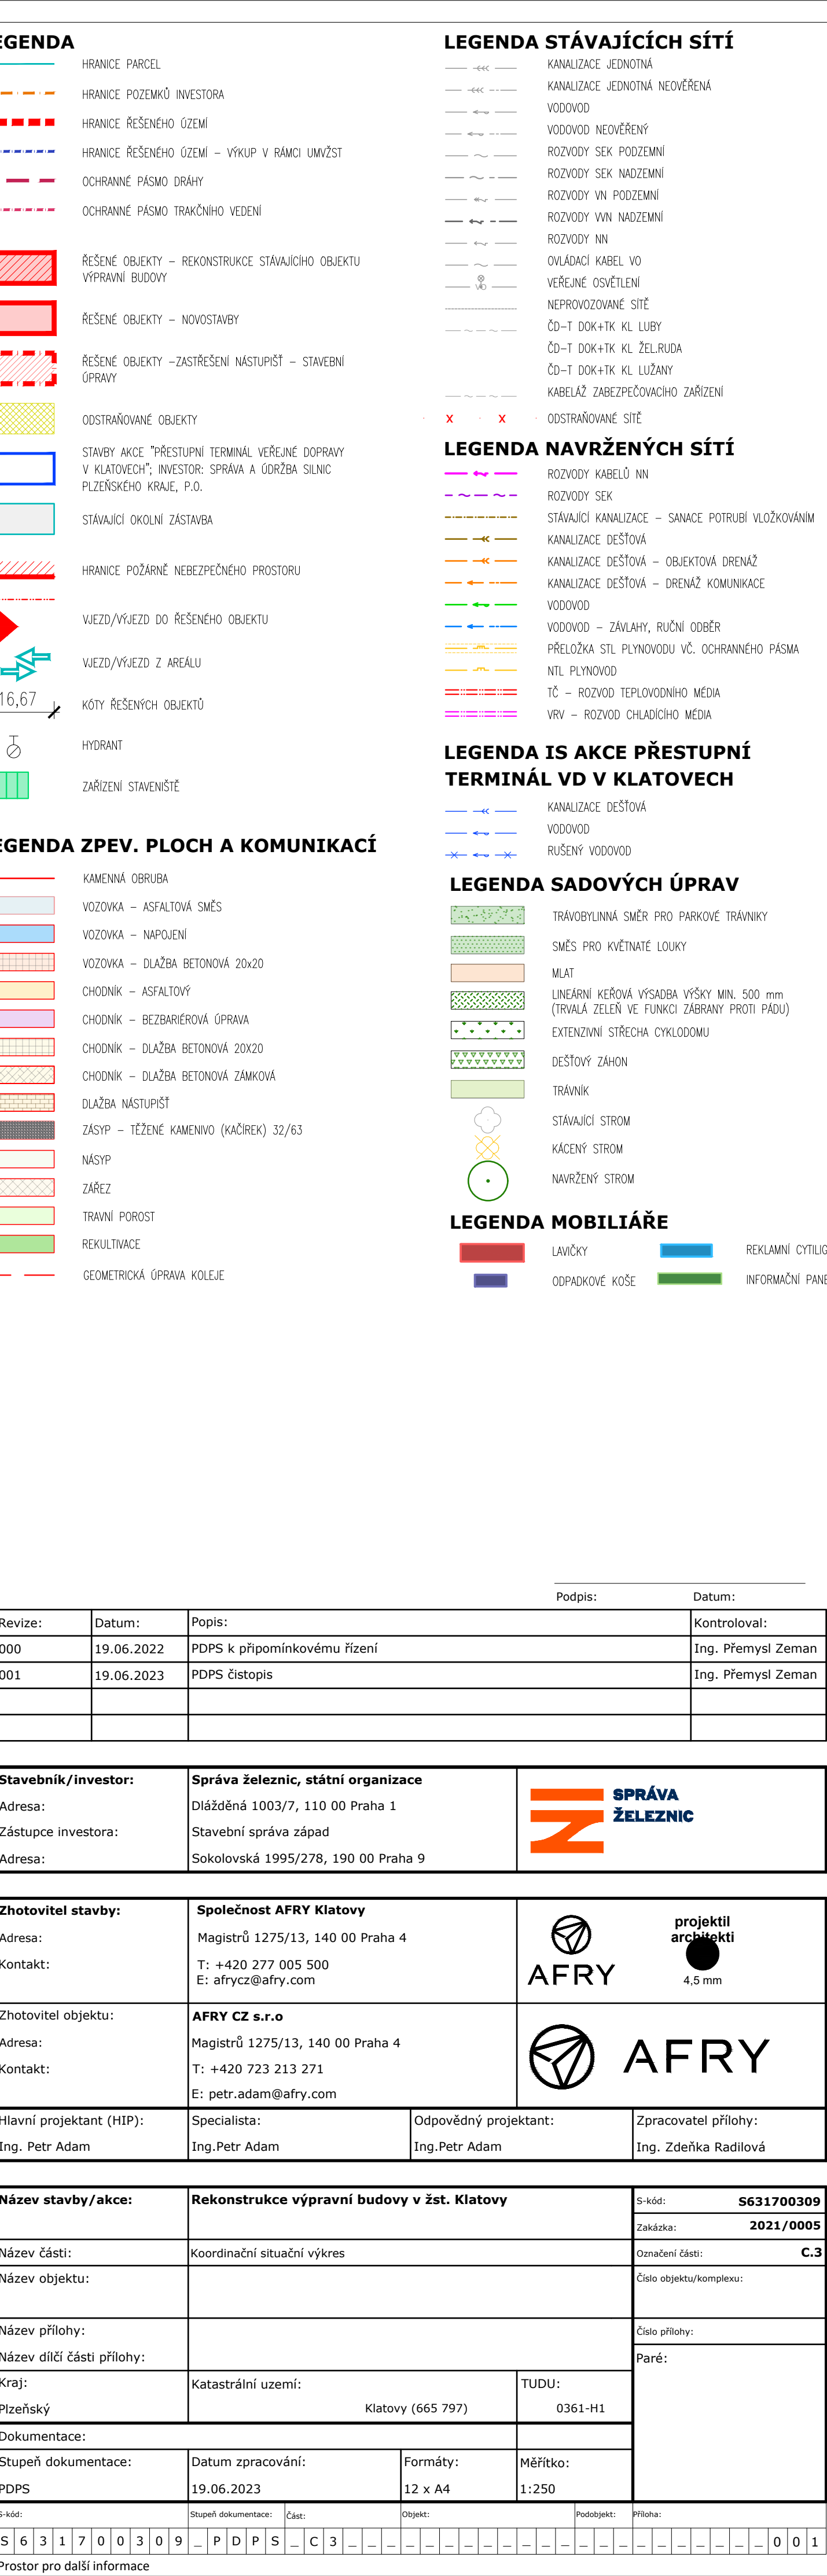 EGENDA
HRANICE PARCEL
HRANICE POZEMKŮ INVESTORA
HRANICE ŘEŠENÉHO ÚZEMÍ
HRANICE ŘEŠENÉHO ÚZEMÍ – VÝKUP V RÁMCI UMVŽST
OCHRANNÉ PÁSMO DRÁHY
OCHRANNÉ PÁSMO TRAKČNÍHO VEDENÍ
ŘEŠENÉ OBJEKTY – REKONSTRUKCE STÁVAJÍCÍHO OBJEKTU
VÝPRAVNÍ BUDOVY
ŘEŠENÉ OBJEKTY – NOVOSTAVBY
ŘEŠENÉ OBJEKTY –ZASTŘEŠENÍ NÁSTUPIŠŤ – STAVEBNÍ
ÚPRAVY
ODSTRAŇOVANÉ OBJEKTY
STAVBY AKCE "PŘESTUPNÍ TERMINÁL VEŘEJNÉ DOPRAVY
V KLATOVECH"; INVESTOR: SPRÁVA A ÚDRŽBA SILNIC
PLZEŇSKÉHO KRAJE, P.O.
STÁVAJÍCÍ OKOLNÍ ZÁSTAVBA
HRANICE POŽÁRNĚ NEBEZPEČNÉHO PROSTORU
VJEZD/VÝJEZD DO ŘEŠENÉHO OBJEKTU
VJEZD/VÝJEZD Z AREÁLU
16,67
KÓTY ŘEŠENÝCH OBJEKTŮ
HYDRANT
ZAŘÍZENÍ STAVENIŠTĚ
EGENDA ZPEV. PLOCH A KOMUNIKACÍ
KAMENNÁ OBRUBA
VOZOVKA – ASFALTOVÁ SMĚS
VOZOVKA – NAPOJENÍ
VOZOVKA – DLAŽBA BETONOVÁ 20x20
CHODNÍK – ASFALTOVÝ
CHODNÍK – BEZBARIÉROVÁ ÚPRAVA
CHODNÍK – DLAŽBA BETONOVÁ 20X20
CHODNÍK – DLAŽBA BETONOVÁ ZÁMKOVÁ
DLAŽBA NÁSTUPIŠŤ
ZÁSYP – TĚŽENÉ KAMENIVO (KAČÍREK) 32/63
NÁSYP
ZÁŘEZ
TRAVNÍ POROST
REKULTIVACE
GEOMETRICKÁ ÚPRAVA KOLEJE
LEGENDA STÁVAJÍCÍCH SÍTÍ
KANALIZACE JEDNOTNÁ
KANALIZACE JEDNOTNÁ NEOVĚŘENÁ
VODOVOD
VODOVOD NEOVĚŘENÝ
ROZVODY SEK PODZEMNÍ
ROZVODY SEK NADZEMNÍ
ROZVODY VN PODZEMNÍ
ROZVODY VVN NADZEMNÍ
ROZVODY NN
OVLÁDACÍ KABEL VO
VO
VEŘEJNÉ OSVĚTLENÍ
NEPROVOZOVANÉ SÍTĚ
ČD–T DOK+TK KL LUBY
ČD–T DOK+TK KL ŽEL.RUDA
ČD–T DOK+TK KL LUŽANY
KABELÁŽ ZABEZPEČOVACÍHO ZAŘÍZENÍ
X X
ODSTRAŇOVANÉ SÍTĚ
LEGENDA NAVRŽENÝCH SÍTÍ
ROZVODY KABELŮ NN
ROZVODY SEK
STÁVAJÍCÍ KANALIZACE – SANACE POTRUBÍ VLOŽKOVÁNÍM
KANALIZACE DEŠŤOVÁ
KANALIZACE DEŠŤOVÁ – OBJEKTOVÁ DRENÁŽ
KANALIZACE DEŠŤOVÁ – DRENÁŽ KOMUNIKACE
VODOVOD
VODOVOD – ZÁVLAHY, RUČNÍ ODBĚR
PŘELOŽKA STL PLYNOVODU VČ. OCHRANNÉHO PÁSMA
NTL PLYNOVOD
TČ – ROZVOD TEPLOVODNÍHO MÉDIA
VRV – ROZVOD CHLADÍCÍHO MÉDIA
LEGENDA IS AKCE PŘESTUPNÍ
TERMINÁL VD V KLATOVECH
KANALIZACE DEŠŤOVÁ
VODOVOD
RUŠENÝ VODOVOD
LEGENDA SADOVÝCH ÚPRAV
TRÁVOBYLINNÁ SMĚR PRO PARKOVÉ TRÁVNIKY
SMĚS PRO KVĚTNATÉ LOUKY
MLAT
LINEÁRNÍ KEŘOVÁ VÝSADBA VÝŠKY MIN. 500 mm
(TRVALÁ ZELEŇ VE FUNKCI ZÁBRANY PROTI PÁDU)
EXTENZIVNÍ STŘECHA CYKLODOMU
DEŠŤOVÝ ZÁHON
TRÁVNÍK
STÁVAJÍCÍ STROM
KÁCENÝ STROM
NAVRŽENÝ STROM
LEGENDA MOBILIÁŘE
LAVIČKY
REKLAMNÍ CYTILIG
ODPADKOVÉ KOŠE
INFORMAČNÍ PANE
Podpis: Datum:
Revize: Datum: Popis: Kontroloval:
000 19.06.2022 PDPS k připomínkovému řízení Ing. Přemysl Zeman
001 19.06.2023 PDPS čistopis Ing. Přemysl Zeman
Stavebník/investor: Správa železnic, státní organizace
Adresa: Dlážděná 1003/7, 110 00 Praha 1
Zástupce investora: Stavební správa západ
Adresa: Sokolovská 1995/278, 190 00 Praha 9
SPRÁVA
ŽELEZNIC
Zhotovitel stavby: Společnost AFRY Klatovy
Adresa: Magistrů 1275/13, 140 00 Praha 4
Kontakt: T: +420 277 005 500
E: afrycz@afry.com
AFRY
projektil
architekti
4,5 mm
Zhotovitel objektu: AFRY CZ s.r.o
Adresa: Magistrů 1275/13, 140 00 Praha 4
Kontakt: T: +420 723 213 271
E: petr.adam@afry.com
AFRY
Hlavní projektant (HIP): Specialista: Odpovědný projektant: Zpracovatel přílohy:
Ing. Petr Adam Ing.Petr Adam Ing.Petr Adam Ing. Zdeňka Radilová
Název stavby/akce: Rekonstrukce výpravní budovy v žst. Klatovy
S-kód: S631700309
Zakázka: 2021/0005
Název části: Koordinační situační výkres
Označení části: C.3
Název objektu:
Číslo objektu/komplexu:
Název přílohy:
Číslo přílohy:
Název dílčí části přílohy:
Paré:
Kraj: Katastrální uzemí: TUDU:
Plzeňský Klatovy (665 797) 0361-H1
Dokumentace:
Stupeň dokumentace: Datum zpracování: Formáty: Měřítko:
PDPS 19.06.2023 12 x A4 1:250
S-kód: Stupeň dokumentace: Část: Objekt: Podobjekt: Příloha:
S 6 3 1 7 0 0 3 0 9 _ P D P S _ C 3 _ _ _ _ _ _ _ _ _ _ _ _ _ _ _ _ _ _ _ _ _ _ 0 0 1
Prostor pro další informace